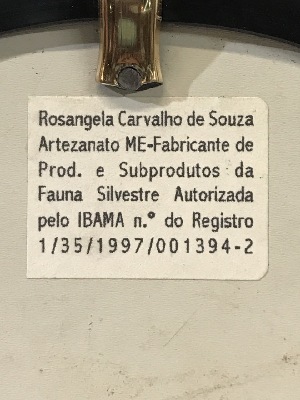 Rosangela Carvalho de Souza
Artezanato ME-Fabricante de
Prod. e Subprodutos da
Fauna Silvestre Autorizada
pelo IBAMA n.º do Registro
1/35/1997/001394-2